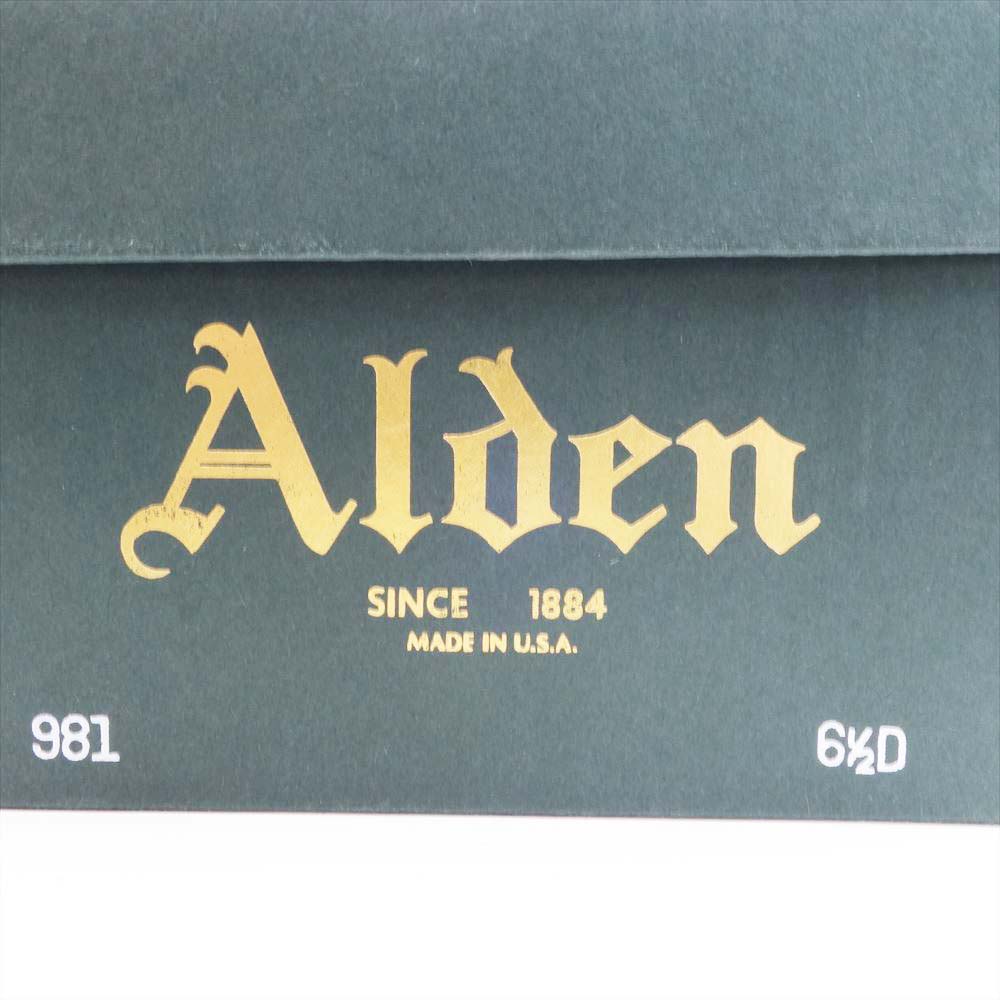 Alden
SINCE 1884
MADE IN U.S.A.
981 6½D